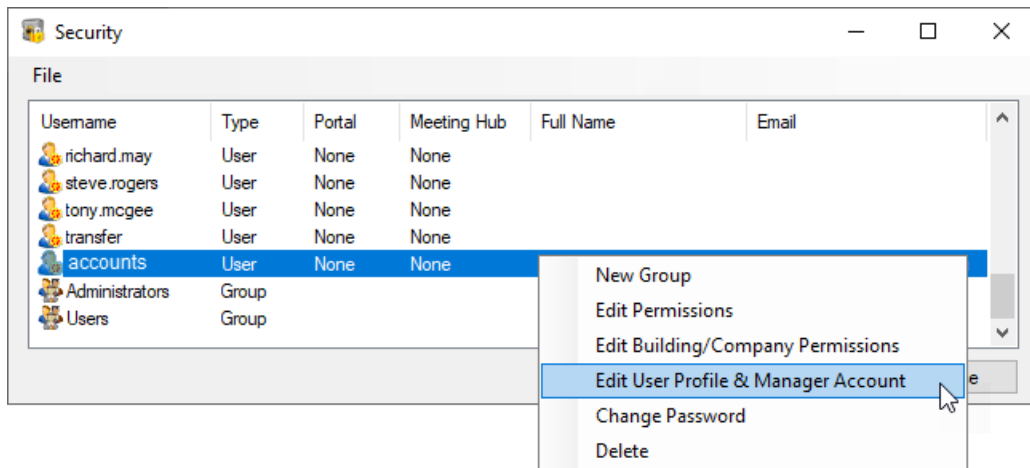 Security
File
Username Type Portal Meeting Hub Full Name Email
richard.may User None None
steve.rogers User None None
tony.mcgee User None None
transfer User None None
accounts User None None
Administrators Group
Users Group
New Group
Edit Permissions
Edit Building/Company Permissions
Edit User Profile & Manager Account
Change Password
Delete